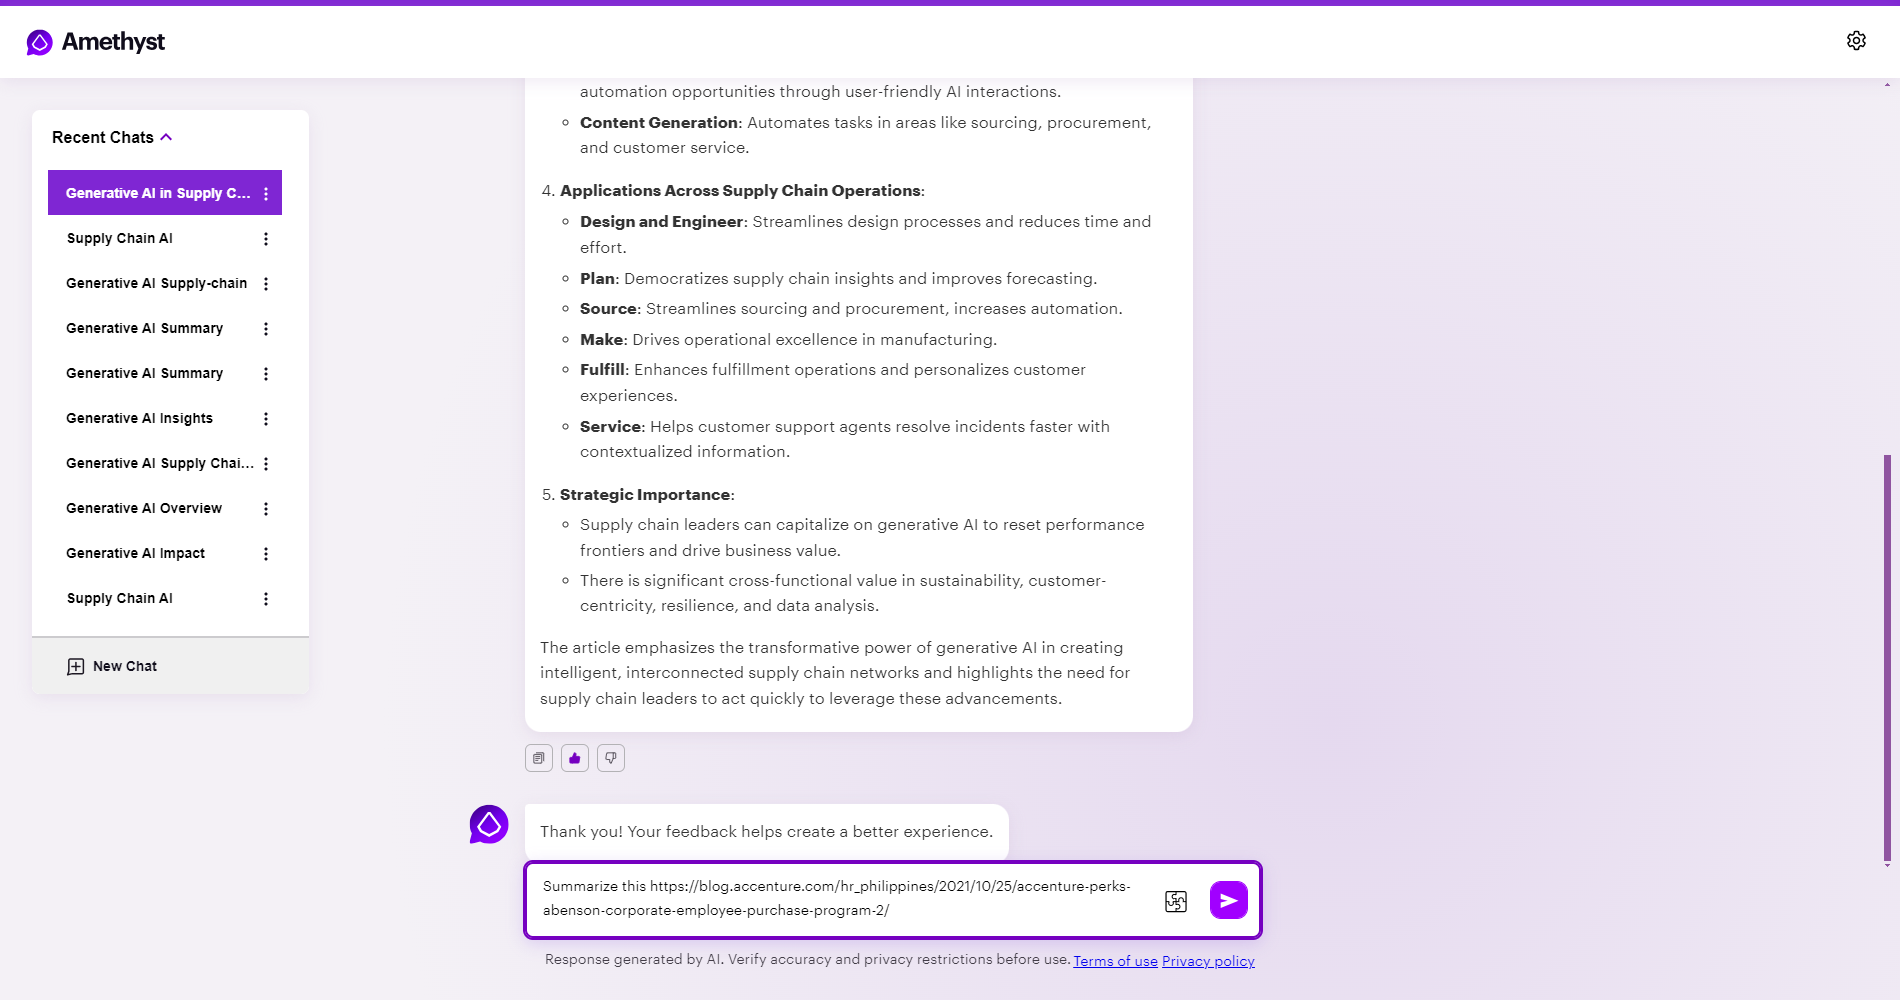 Amethyst
Recent Chats
Generative AI in Supply C...
Supply Chain AI
Generative AI Supply-chain
Generative AI Summary
Generative AI Summary
Generative AI Insights
Generative AI Supply Chai...
Generative AI Overview
Generative AI Impact
Supply Chain AI
New Chat
automation opportunities through user-friendly AI interactions.
Content Generation: Automates tasks in areas like sourcing, procurement,
and customer service.
4. Applications Across Supply Chain Operations:
Design and Engineer: Streamlines design processes and reduces time and
effort.
Plan: Democratizes supply chain insights and improves forecasting.
Source: Streamlines sourcing and procurement, increases automation.
Make: Drives operational excellence in manufacturing.
Fulfill: Enhances fulfillment operations and personalizes customer
experiences.
Service: Helps customer support agents resolve incidents faster with
contextualized information.
5. Strategic Importance:
Supply chain leaders can capitalize on generative AI to reset performance
frontiers and drive business value.
There is significant cross-functional value in sustainability, customer-
centricity, resilience, and data analysis.
The article emphasizes the transformative power of generative AI in creating
intelligent, interconnected supply chain networks and highlights the need for
supply chain leaders to act quickly to leverage these advancements.
Thank you! Your feedback helps create a better experience.
Summarize this https://blog.accenture.com/hr_philippines/2021/10/25/accenture-perks-
abenson-corporate-employee-purchase-program-2/
Response generated by AI. Verify accuracy and privacy restrictions before use. Terms of use Privacy policy